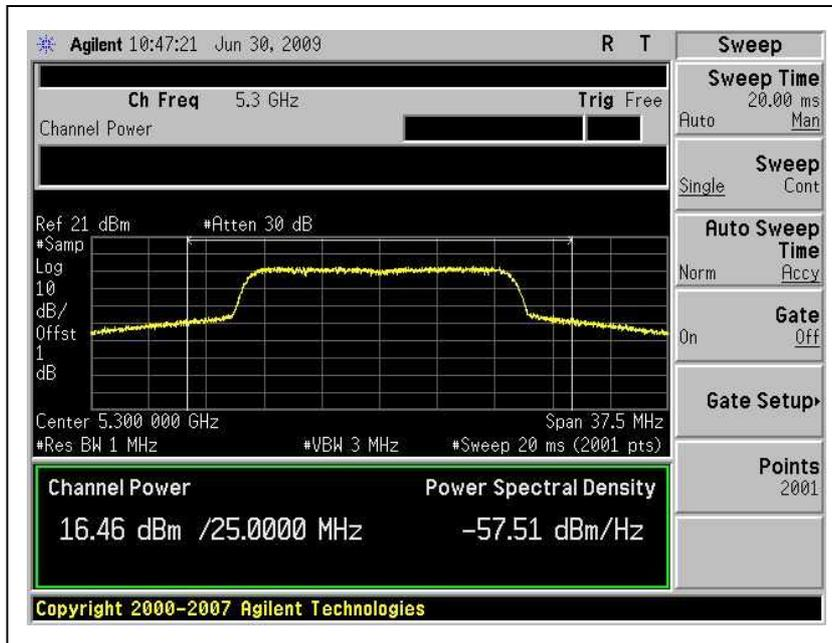 Agilent 10:47:21 Jun 30, 2009 R T
Ch Freq 5.3 GHz Trig Free
Channel Power
Ref 21 dBm #Atten 30 dB
#Samp
Log
10
dB/
Offst
1
dB
Center 5.300 000 GHz Span 37.5 MHz
#Res BW 1 MHz #VBW 3 MHz #Sweep 20 ms (2001 pts)
Channel Power Power Spectral Density
16.46 dBm /25.0000 MHz -57.51 dBm/Hz
Copyright 2000-2007 Agilent Technologies
Sweep
Sweep Time
20.00 ms
Auto Man
Sweep
Single Cont
Auto Sweep
Time
Norm Accy
Gate
On Off
Gate Setup
Points
2001